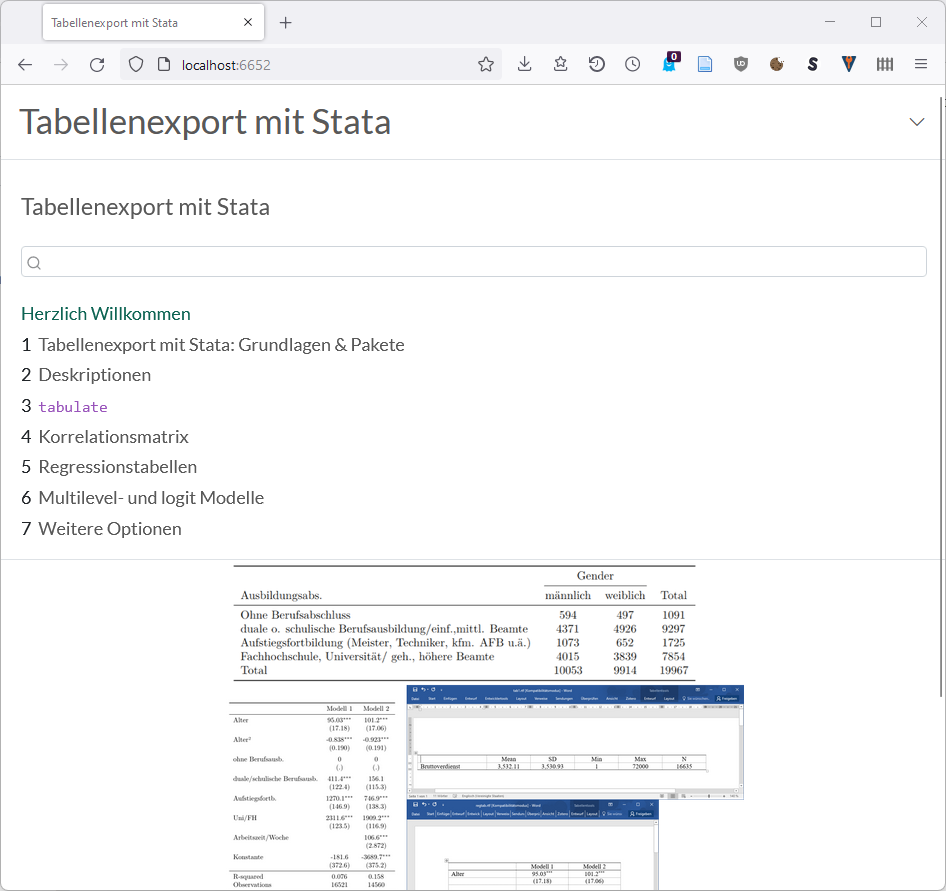 Tabellenexport mit Stata
localhost:6652
0
Tabellenexport mit Stata
Tabellenexport mit Stata
Herzlich Willkommen
1 Tabellenexport mit Stata: Grundlagen & Pakete
2 Deskriptionen
3 tabulate
4 Korrelationsmatrix
5 Regressionstabellen
6 Multilevel- und logit Modelle
7 Weitere Optionen
Gender
Ausbildungsabs. männlich weiblich Total
Ohne Berufsabschluss 594 497 1091
duale o. schulische Berufsausbildung/einf.,mittl. Beamte 4371 4926 9297
Aufstiegsfortbildung (Meister, Techniker, kfm. AFB u.ä.) 1073 652 1725
Fachhochschule, Universität/ geh., höhere Beamte 4015 3839 7854
Total 10053 9914 19967
Modell 1 Modell 2
Alter 95.03*** 101.2***
(17.18) (17.06)
Alter² -0.838*** -0.923***
(0.190) (0.191)
ohne Berufsausb. 0 0
(.) (.)
duale/schulische Berufsausb. 411.4*** 156.1
(122.4) (115.3)
Aufstiegsfortb. 1270.1*** 746.9***
(146.9) (138.3)
Uni/FH 2311.6*** 1909.2***
(123.5) (116.9)
Arbeitszeit/Woche 106.6***
(2.872)
Konstante -181.6 -3689.7***
(372.6) (375.2)
R-squared 0.076 0.158
Observations 16521 14560
Mean SD Min Max N
Bruttoverdienst 3,532.11 3,530.93 1 72000 16635
Modell 1 Modell 2
Alter 95.03*** 101.2***
(17.18) (17.06)